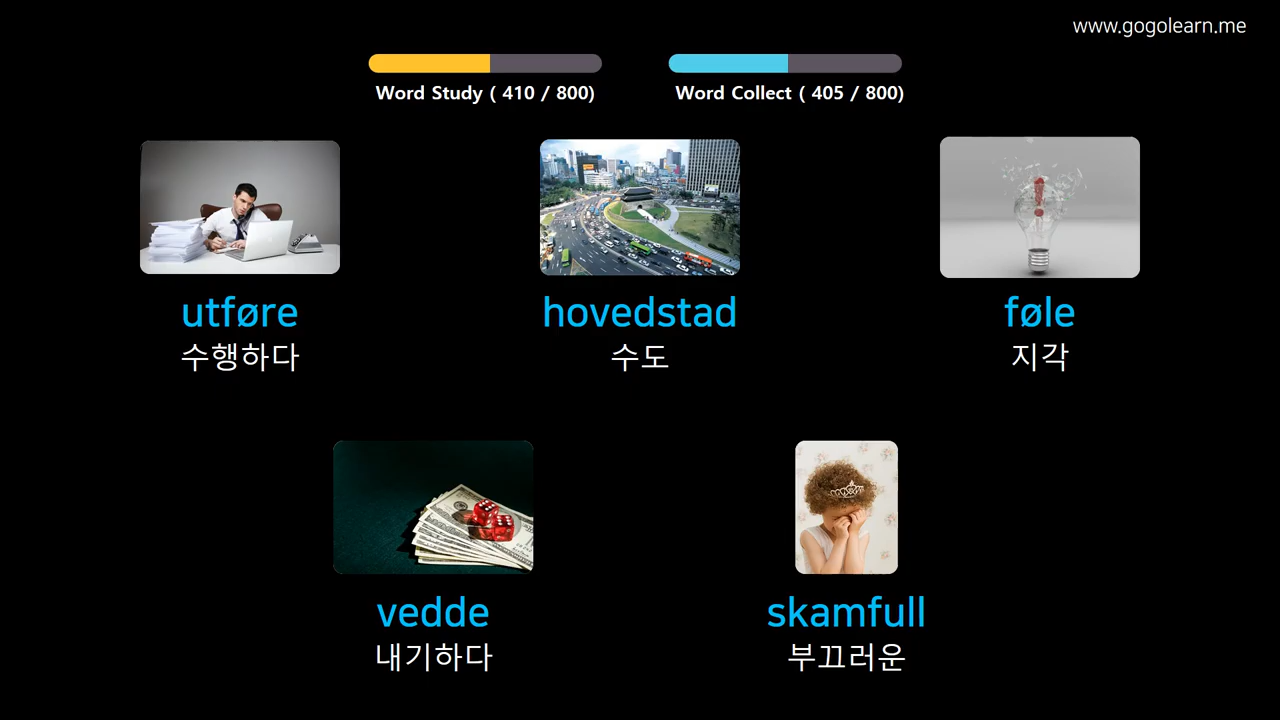 www.gogolearn.me
Word Study ( 410 / 800)
Word Collect ( 405 / 800)
utføre
수행하다
hovedstad
수도
føle
지각
vedde
내기하다
skamfull
부끄러운